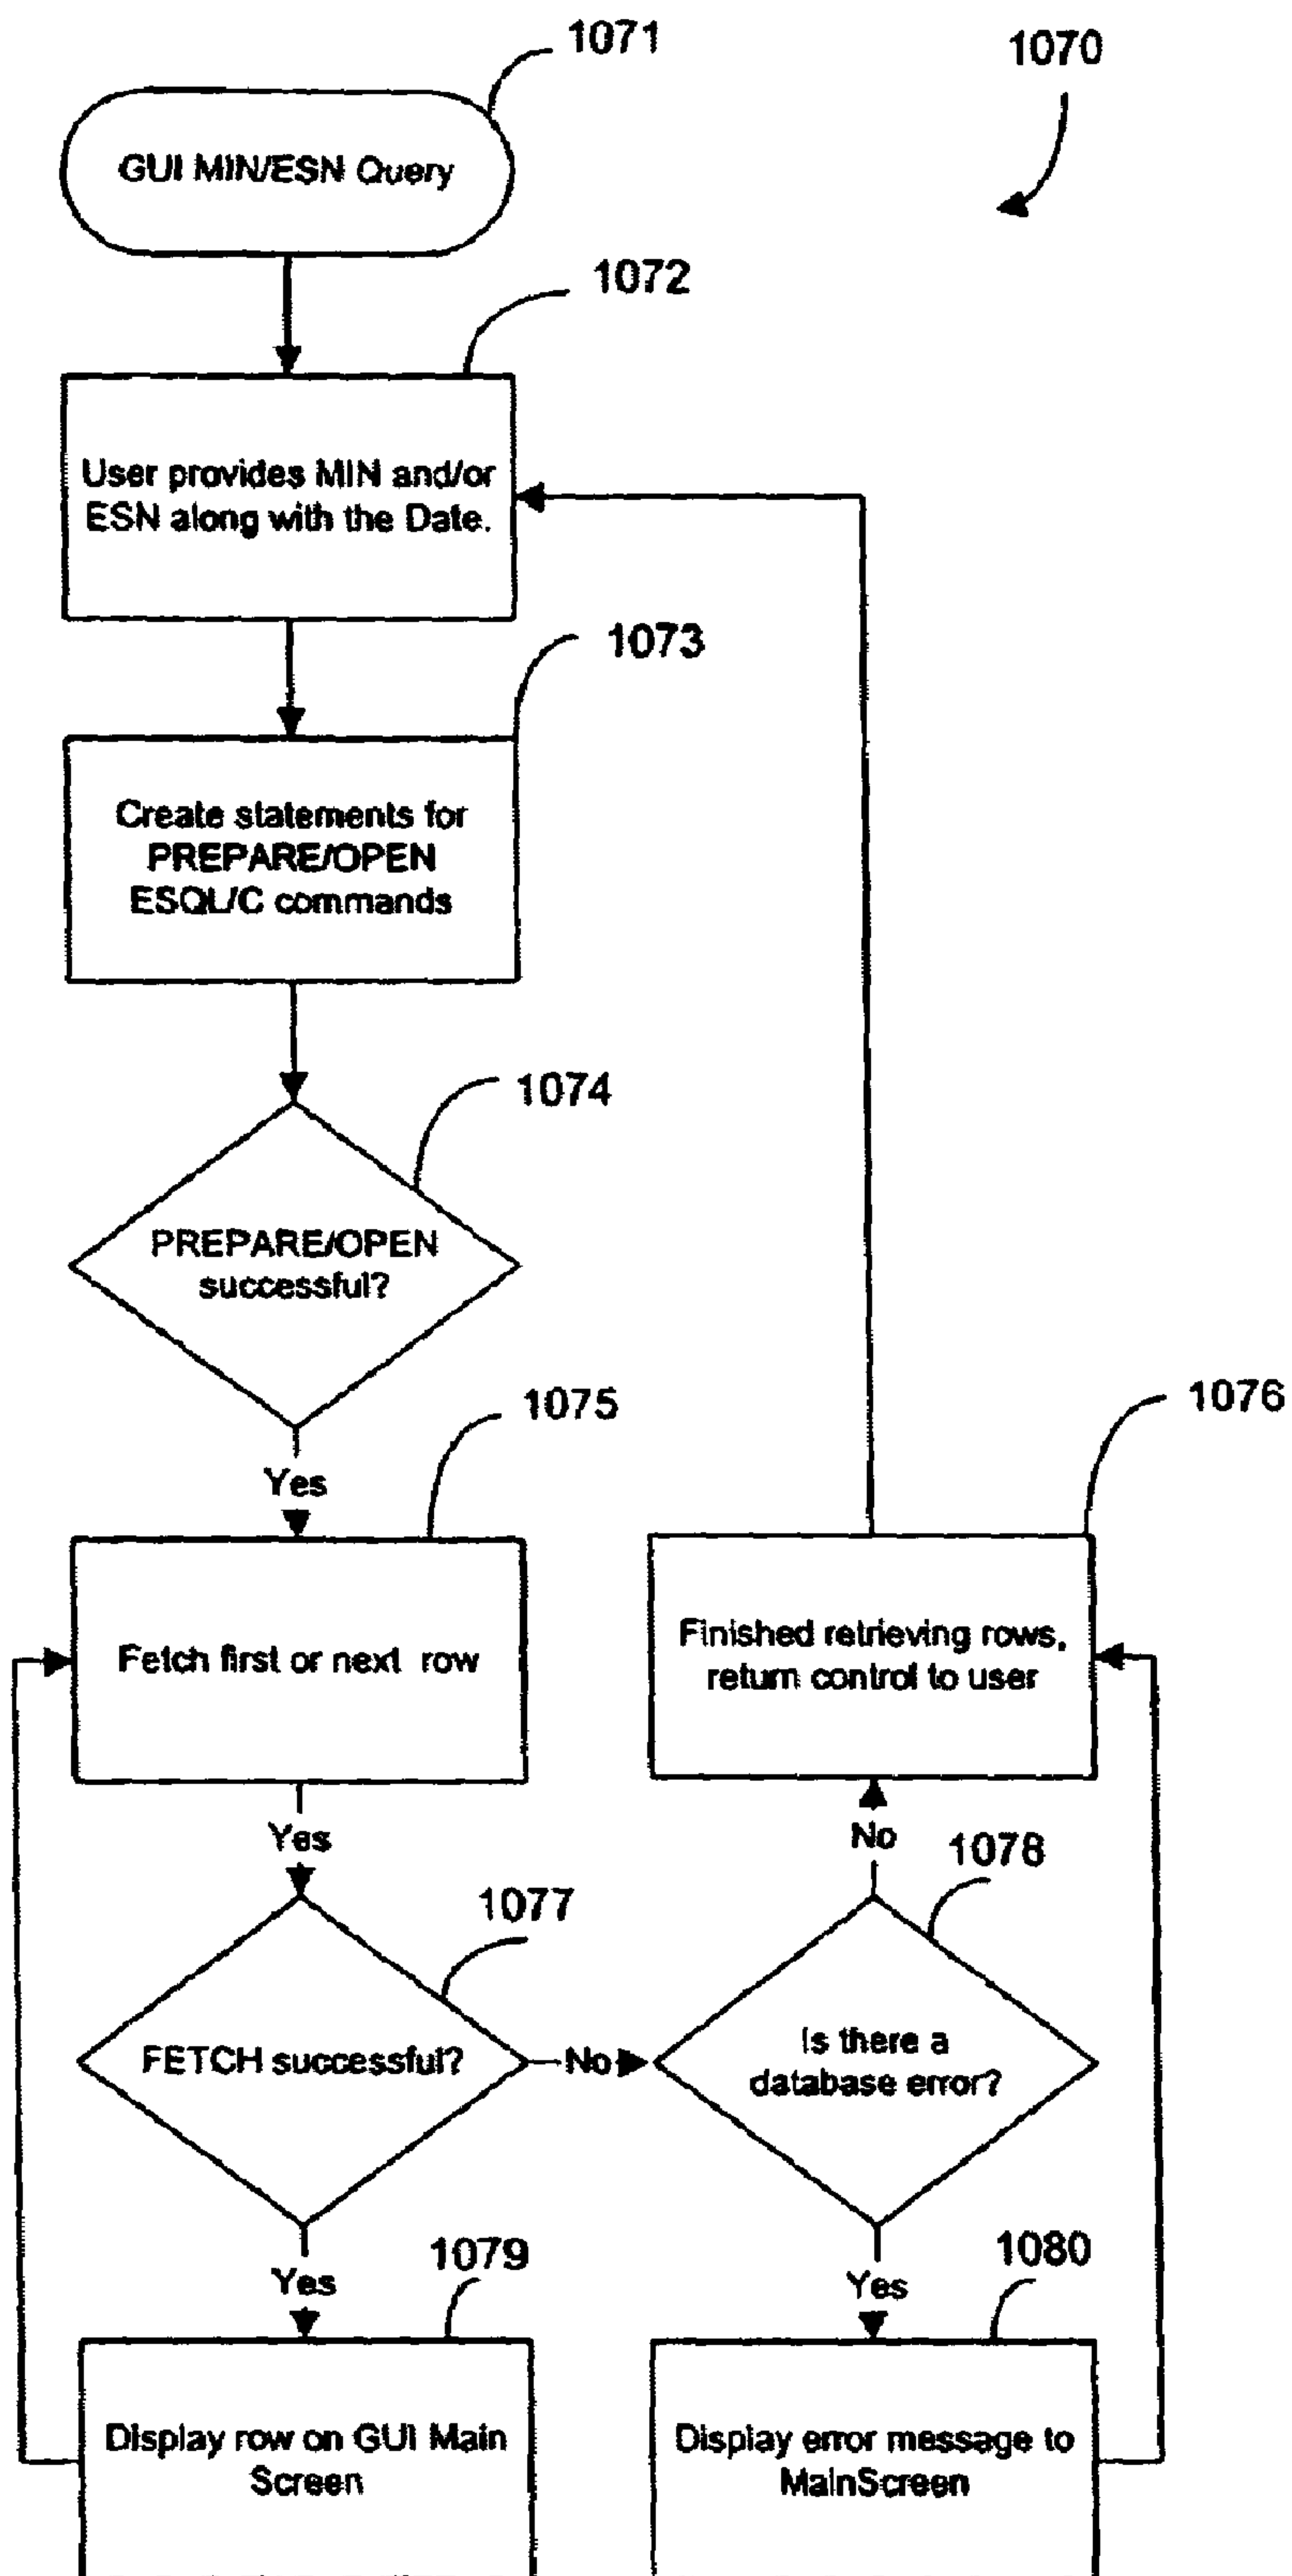 1071
1070
GUI MIN/ESN Query
1072
User provides MIN and/or
ESN along with the Date.
1073
Create statements for
PREPARE/OPEN
ESQL/C commands
1074
PREPARE/OPEN
successful?
1075
1076
Yes
Fetch first or next row
Finished retrieving rows,
return control to user
Yes
No
1078
1077
FETCH successful?
No
Is there a
database error?
1079
1080
Yes
Yes
Display row on GUI Main
Screen
Display error message to
MainScreen